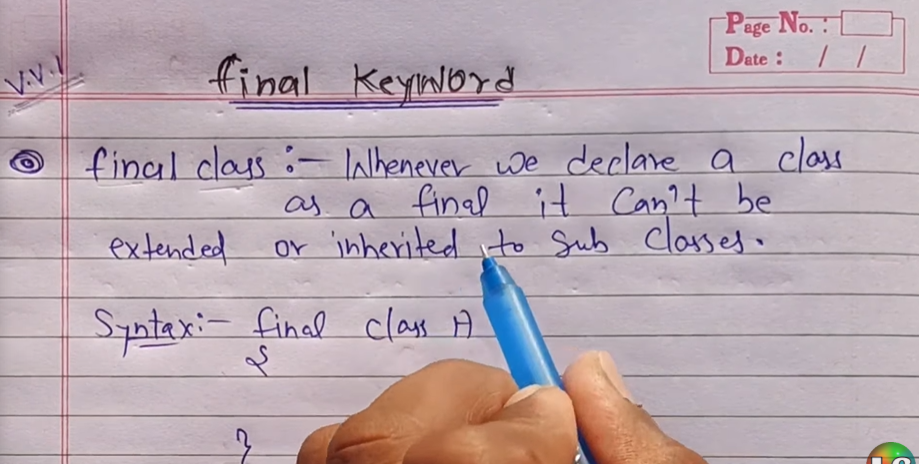 Page No. :
Date : / /
V.V.I
final Keyword
final class :- Whenever we declare a class
as a final it Can't be
extended or inherited to Sub Classes.
Syntax:- final class A
{
}